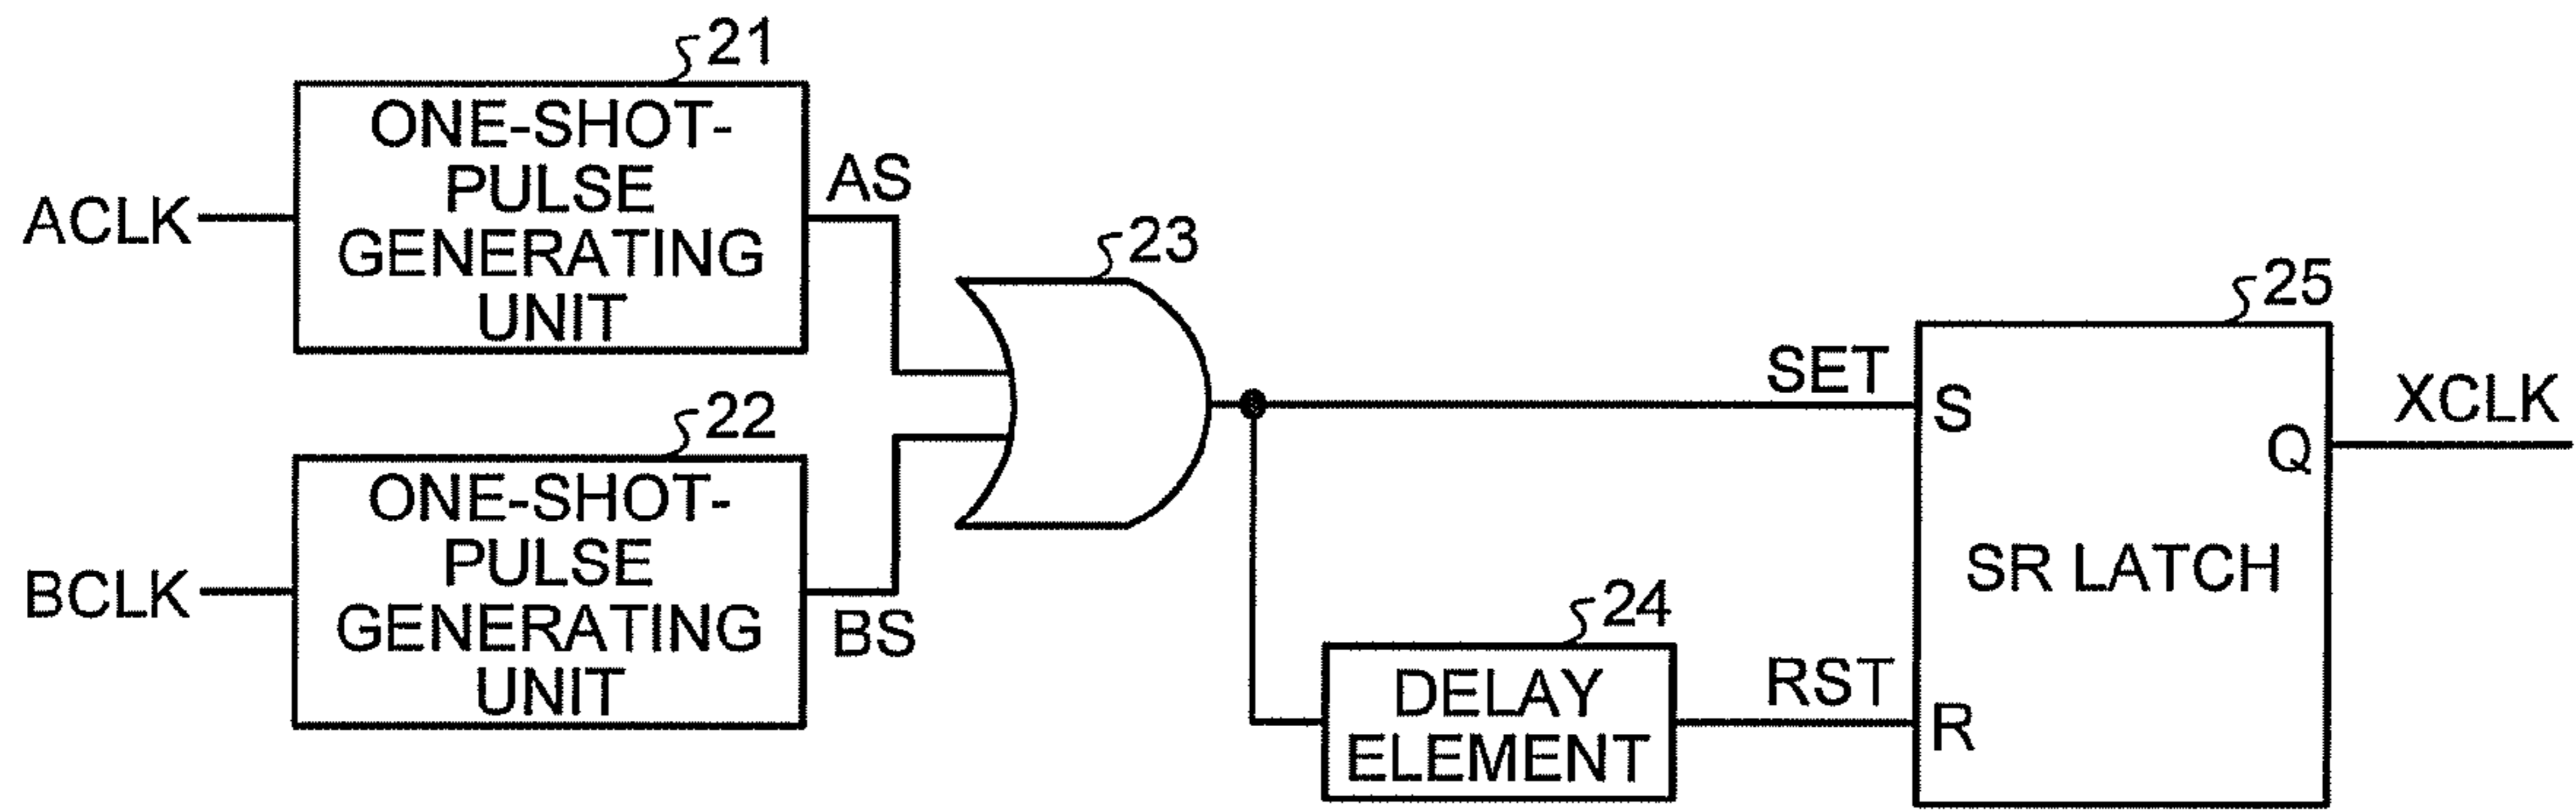 21
ONE-SHOT-
PULSE
GENERATING
UNIT
ACLK
AS
23
22
ONE-SHOT-
PULSE
GENERATING
UNIT
BCLK
BS
SET
25
S
Q
SR LATCH
R
XCLK
24
DELAY
ELEMENT
RST